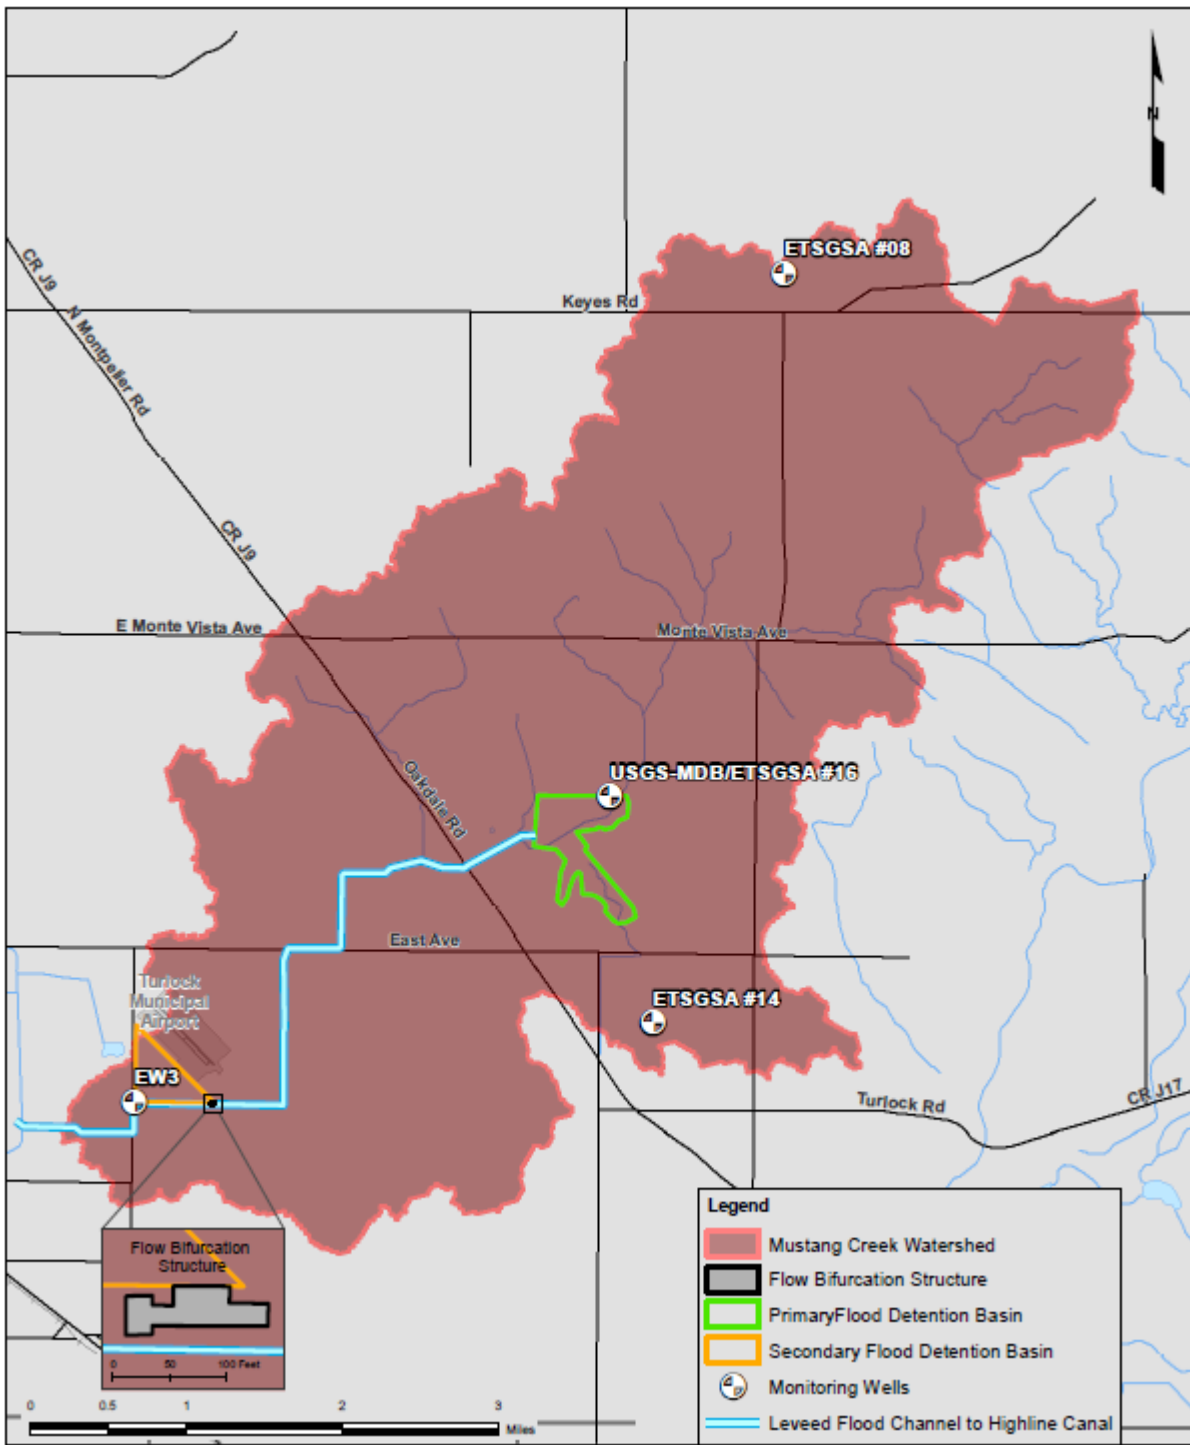 N
ETSGSA #08
Keyes Rd
CR J9
N Montpelier Rd
CR J9
E Monte Vista Ave
Monte Vista Ave
USGS-MDB/ETSGSA #16
Oakdale Rd
East Ave
Turlock
Municipal
Airport
ETSGSA #14
EW3
Turlock Rd
CR J17
Flow Bifurcation
Structure
0 50 100 Feet
Legend
Mustang Creek Watershed
Flow Bifurcation Structure
PrimaryFlood Detention Basin
Secondary Flood Detention Basin
Monitoring Wells
Leveed Flood Channel to Highline Canal
0 0.5 1 2 3
Miles